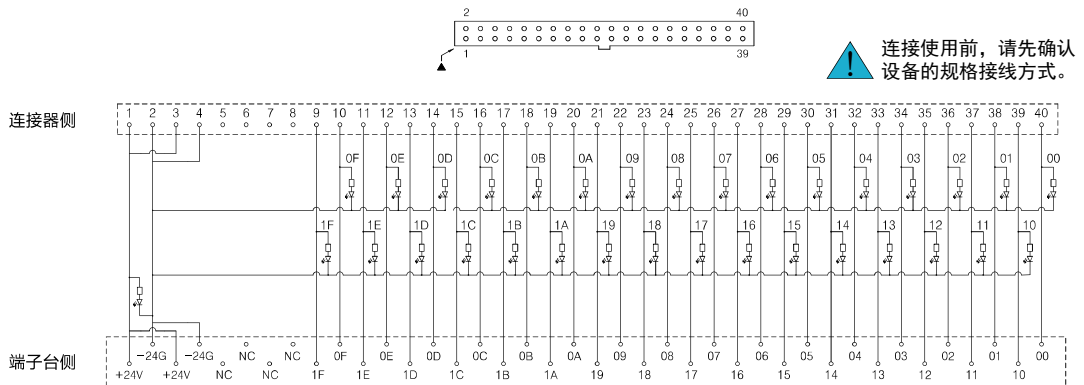 2 40
1 39
连接使用前，请先确认
设备的规格接线方式。
连接器侧
1 2 3 4 5 6 7 8 9 10 11 12 13 14 15 16 17 18 19 20 21 22 23 24 25 26 27 28 29 30 31 32 33 34 35 36 37 38 39 40
0F 0E 0D 0C 0B 0A 09 08 07 06 05 04 03 02 01 00
1F 1E 1D 1C 1B 1A 19 18 17 16 15 14 13 12 11 10
端子台侧
-24G -24G NC NC 0F 0E 0D 0C 0B 0A 09 08 07 06 05 04 03 02 01 00
+24V +24V NC NC 1F 1E 1D 1C 1B 1A 19 18 17 16 15 14 13 12 11 10